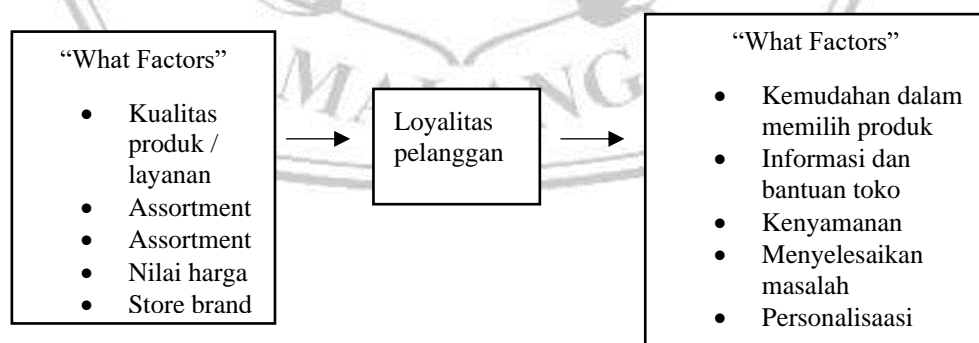 “What Factors”
• Kualitas
produk /
layanan
• Assortment
• Assortment
• Nilai harga
• Store brand
Loyalitas
pelanggan
“What Factors”
• Kemudahan dalam
memilih produk
• Informasi dan
bantuan toko
• Kenyamanan
• Menyelesaikan
masalah
• Personalisaasi
MALANG